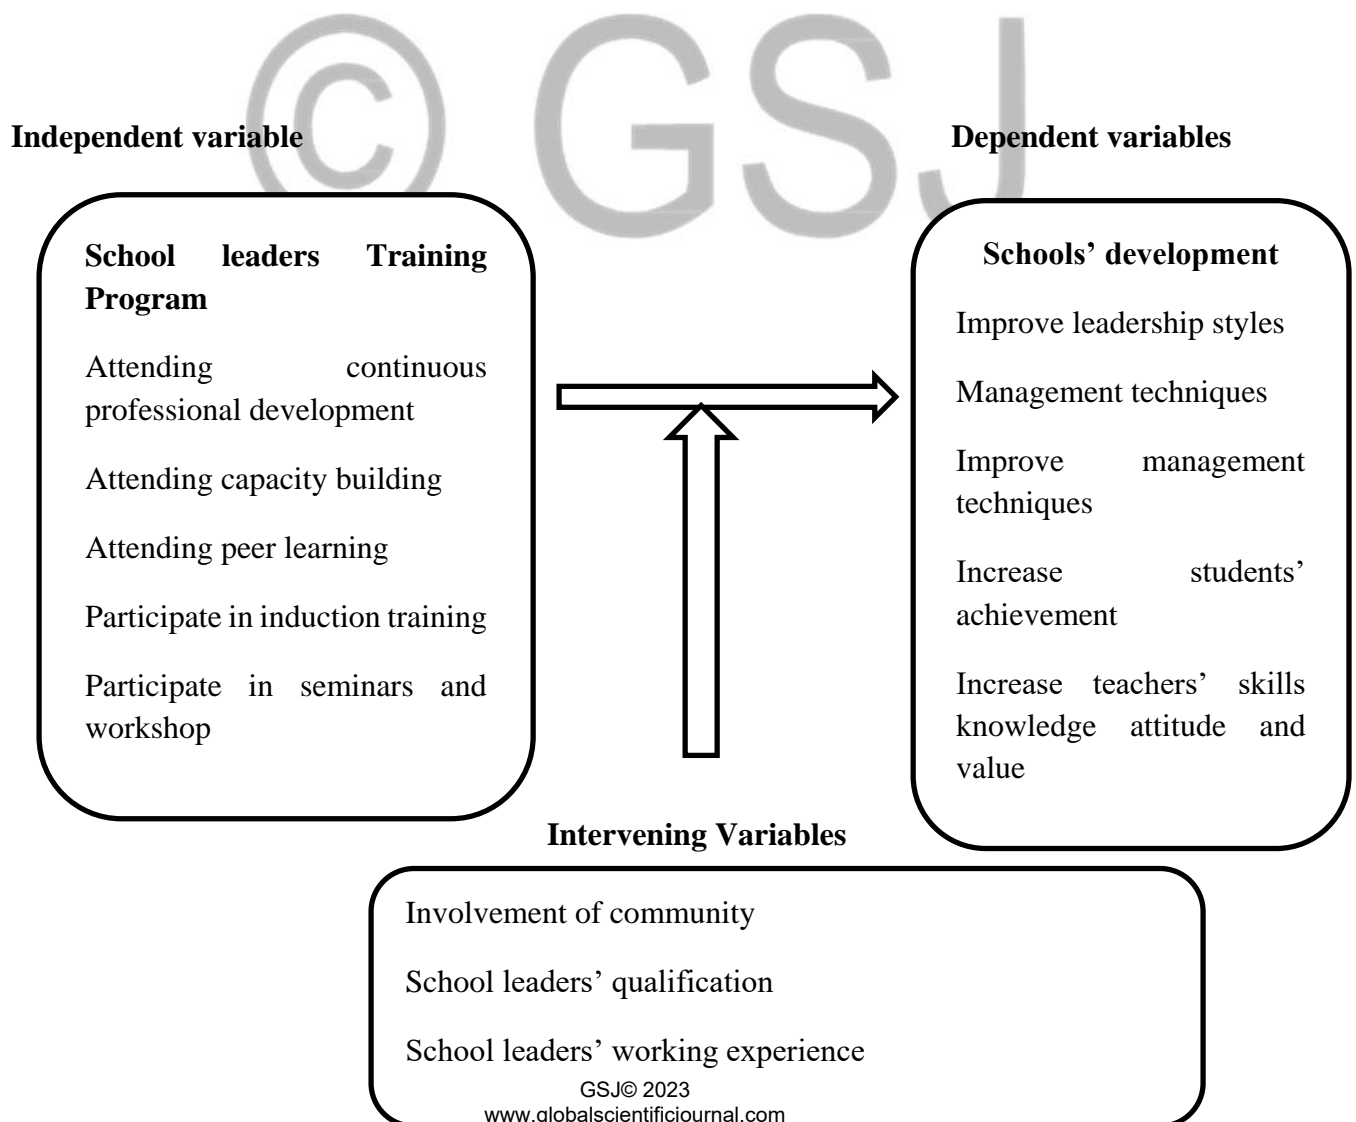 © GSJ
Independent variable
Dependent variables
School leaders Training
Program
Attending continuous
professional development
Attending capacity building
Attending peer learning
Participate in induction training
Participate in seminars and
workshop
Schools’ development
Improve leadership styles
Management techniques
Improve management
techniques
Increase students’
achievement
Increase teachers’ skills
knowledge attitude and
value
Intervening Variables
Involvement of community
School leaders’ qualification
School leaders’ working experience
GSJ© 2023
www.globalscientificjournal.com